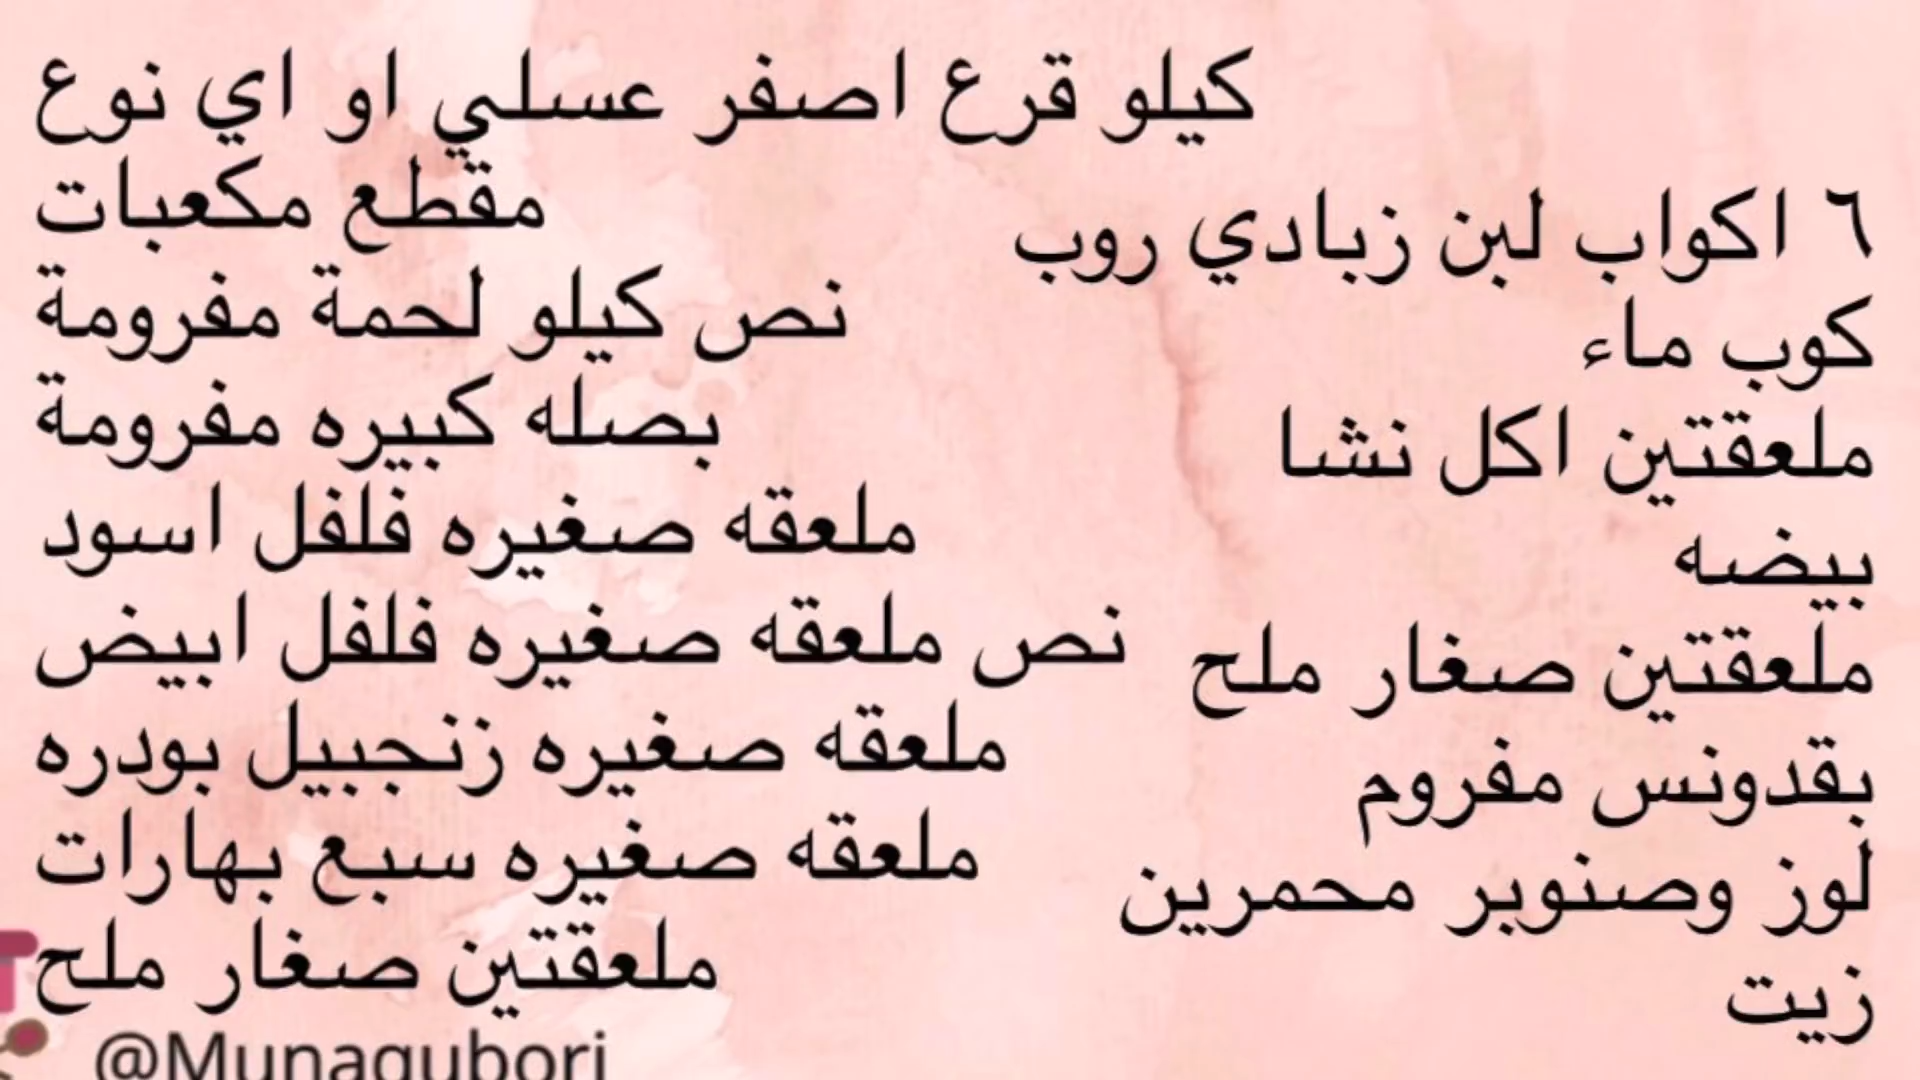 كيلو قرع اصفر عسلي او اي نوع
مقطع مكعبات
نص كيلو لحمة مفرومة
بصله كبيره مفرومة
ملعقه صغيره فلفل اسود
نص ملعقه صغيره فلفل ابيض
ملعقه صغيره زنجبيل بودره
ملعقه صغيره سبع بهارات
ملعقتين صغار ملح
٦ اكواب لبن زبادي روب
كوب ماء
ملعقتين اكل نشا
بيضه
ملعقتين صغار ملح
بقدونس مفروم
لوز وصنوبر محمرين
زيت
@Munagubori